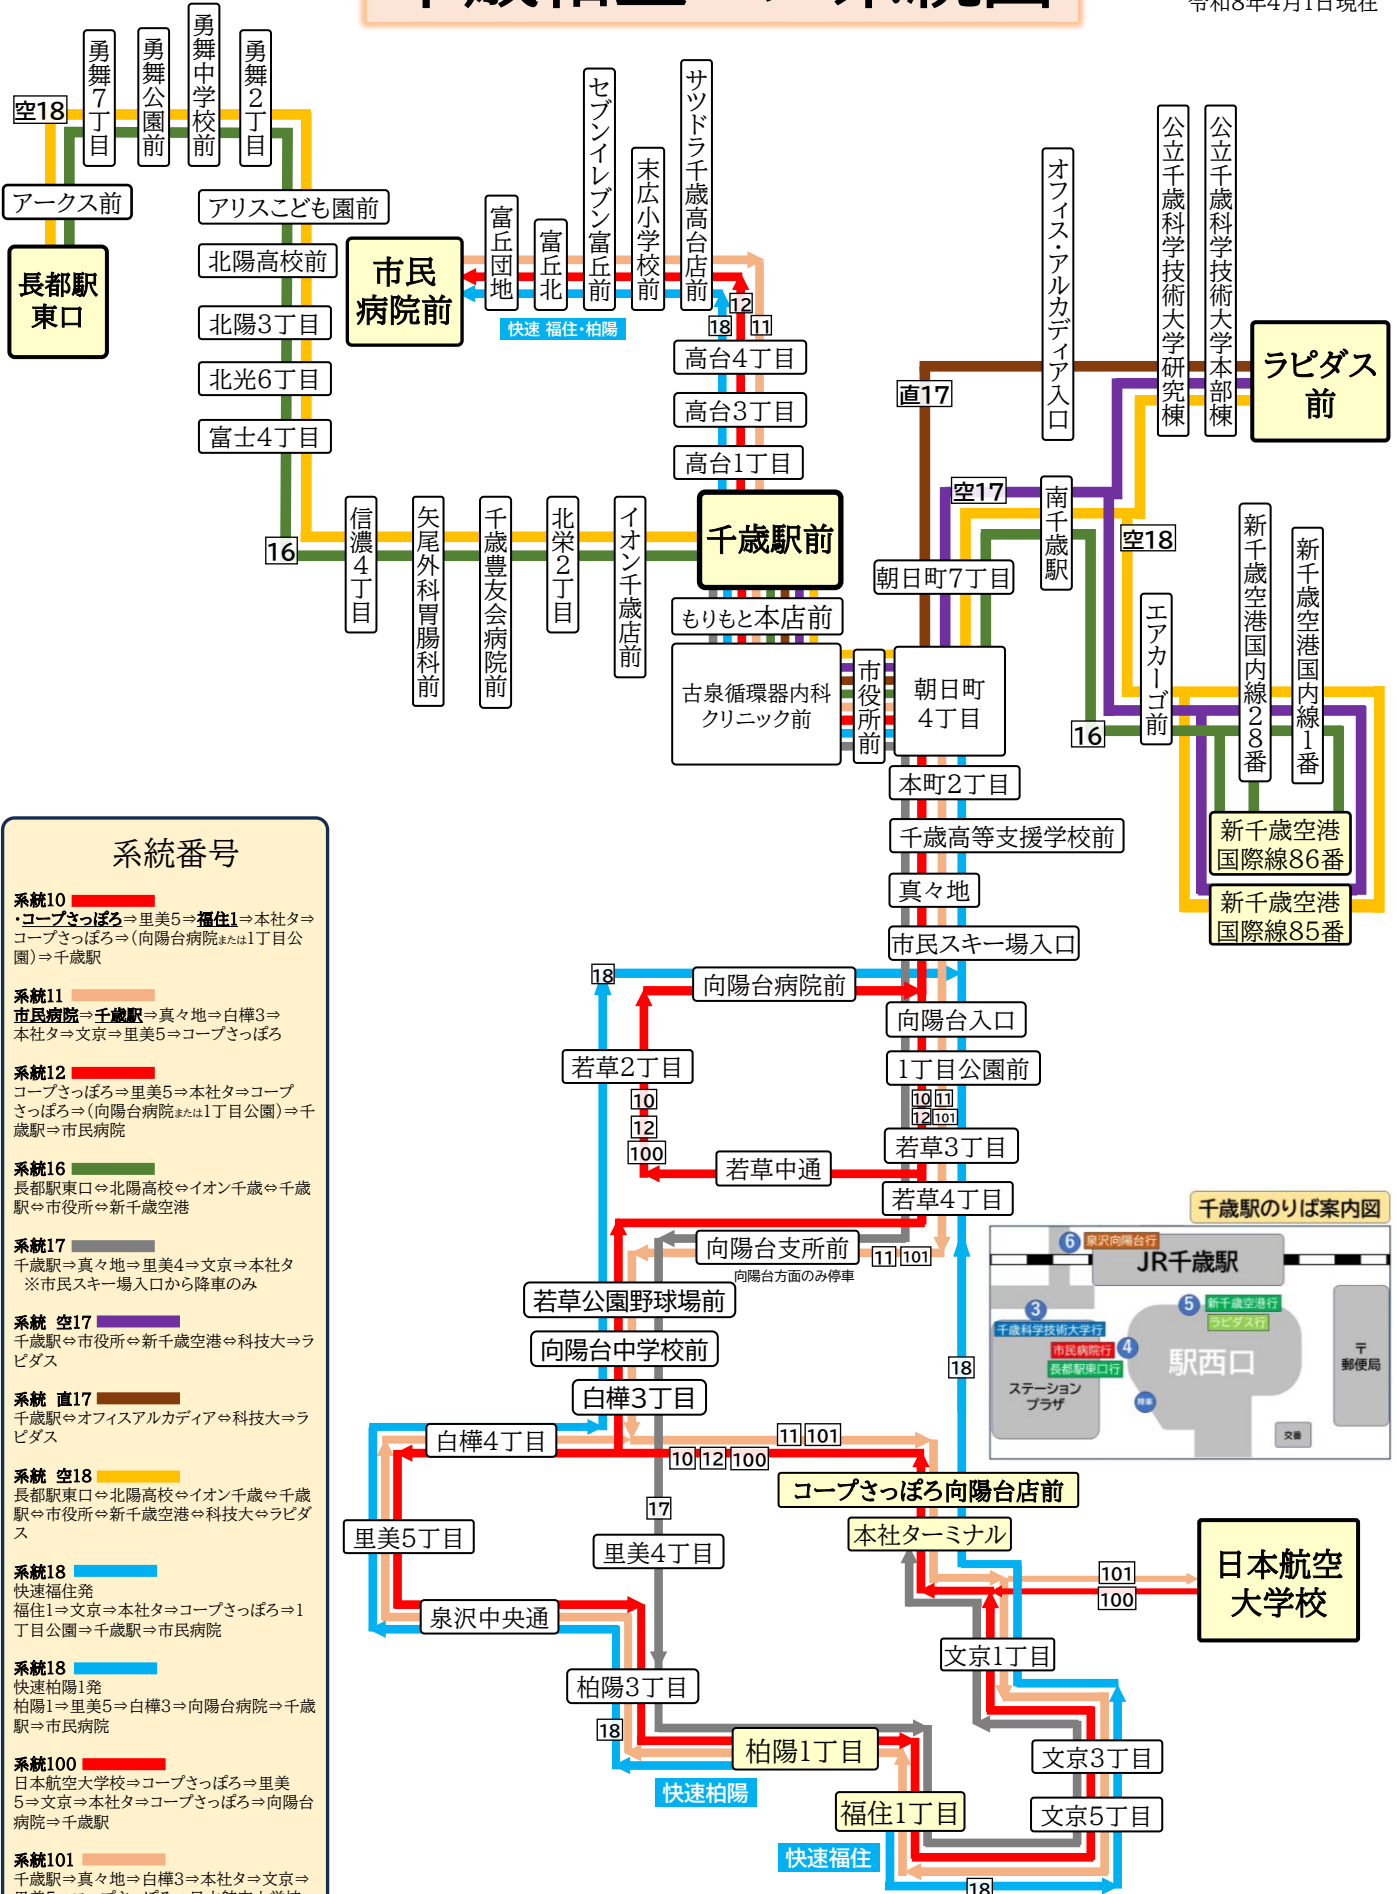 千歳福住バス系統図
令和8年4月1日現在
空18
勇舞7丁目
勇舞公園前
勇舞中学校前
勇舞2丁目
アークス前
長都駅
東口
アリスこども園前
北陽高校前
北陽3丁目
北光6丁目
富士4丁目
16
信濃4丁目
矢尾外科胃腸科前
千歳豊友会病院前
北栄2丁目
イオン千歳店前
市民
病院前
富丘団地
富丘北
セブンイレブン富丘前
末広小学校前
サツドラ千歳高台店前
快速 福住・柏陽
12
18
11
高台4丁目
高台3丁目
高台1丁目
千歳駅前
もりもと本店前
古泉循環器内科
クリニック前
市役所前
朝日町
4丁目
朝日町7丁目
直17
空17
オフィス・アルカディア入口
公立千歳科学技術大学研究棟
公立千歳科学技術大学本部棟
ラピダス
前
南千歳駅
空18
エアカーゴ前
16
新千歳空港国内線28番
新千歳空港国内線1番
新千歳空港
国際線86番
新千歳空港
国際線85番
本町2丁目
千歳高等支援学校前
真々地
市民スキー場入口
18
向陽台病院前
向陽台入口
若草2丁目
1丁目公園前
10
12
100
10 11
12 101
若草3丁目
若草中通
若草4丁目
向陽台支所前
向陽台方面のみ停車
11 101
若草公園野球場前
向陽台中学校前
白樺3丁目
18
白樺4丁目
11 101
10 12 100
コープさっぽろ向陽台店前
17
里美5丁目
里美4丁目
本社ターミナル
日本航空
大学校
101
100
泉沢中央通
文京1丁目
柏陽3丁目
18
柏陽1丁目
快速柏陽
文京3丁目
福住1丁目
文京5丁目
快速福住
18
千歳駅のりば案内図
6 泉沢向陽台行
JR千歳駅
3
千歳科学技術大学行
5 新千歳空港行
ラピダス行
市民病院行 4
長都駅東口行
駅西口
ステーション
プラザ
降車
〒
郵便局
交番
系統番号
系統10
・コープさっぽろ⇒里美5⇒福住1⇒本社タ⇒
コープさっぽろ⇒(向陽台病院または1丁目公
園)⇒千歳駅
系統11
市民病院⇒千歳駅⇒真々地⇒白樺3⇒
本社タ⇒文京⇒里美5⇒コープさっぽろ
系統12
コープさっぽろ⇒里美5⇒本社タ⇒コープ
さっぽろ⇒(向陽台病院または1丁目公園)⇒千
歳駅⇒市民病院
系統16
長都駅東口⇔北陽高校⇔イオン千歳⇔千歳
駅⇔市役所⇔新千歳空港
系統17
千歳駅⇒真々地⇒里美4⇒文京⇒本社タ
※市民スキー場入口から降車のみ
系統 空17
千歳駅⇔市役所⇔新千歳空港⇔科技大⇒ラ
ピダス
系統 直17
千歳駅⇔オフィスアルカディア⇔科技大⇒ラ
ピダス
系統 空18
長都駅東口⇔北陽高校⇔イオン千歳⇔千歳
駅⇔市役所⇔新千歳空港⇔科技大⇔ラピダ
ス
系統18
快速福住発
福住1⇒文京⇒本社タ⇒コープさっぽろ⇒1
丁目公園⇒千歳駅⇒市民病院
系統18
快速柏陽1発
柏陽1⇒里美5⇒白樺3⇒向陽台病院⇒千歳
駅⇒市民病院
系統100
日本航空大学校⇒コープさっぽろ⇒里美
5⇒文京⇒本社タ⇒コープさっぽろ⇒向陽台
病院⇒千歳駅
系統101
千歳駅⇒真々地⇒白樺3⇒本社タ⇒文京⇒